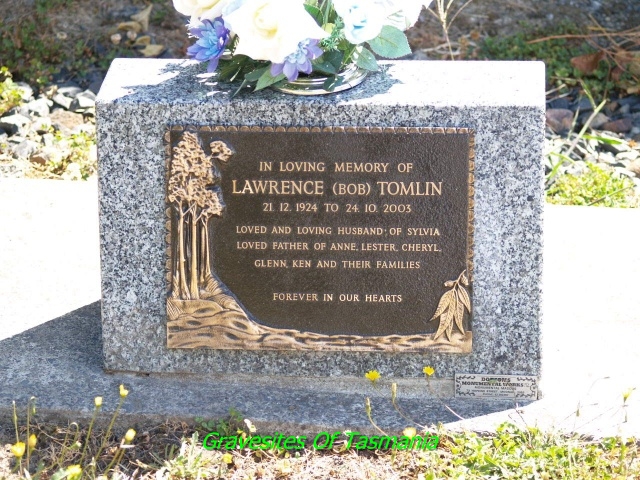 IN LOVING MEMORY OF
LAWRENCE (BOB) TOMLIN
21. 12. 1924 TO 24. 10. 2003
LOVED AND LOVING HUSBAND; OF SYLVIA
LOVED FATHER OF ANNE, LESTER, CHERYL,
GLENN, KEN AND THEIR FAMILIES
FOREVER IN OUR HEARTS
MONUMENTAL WORKS
Gravesites Of Tasmania